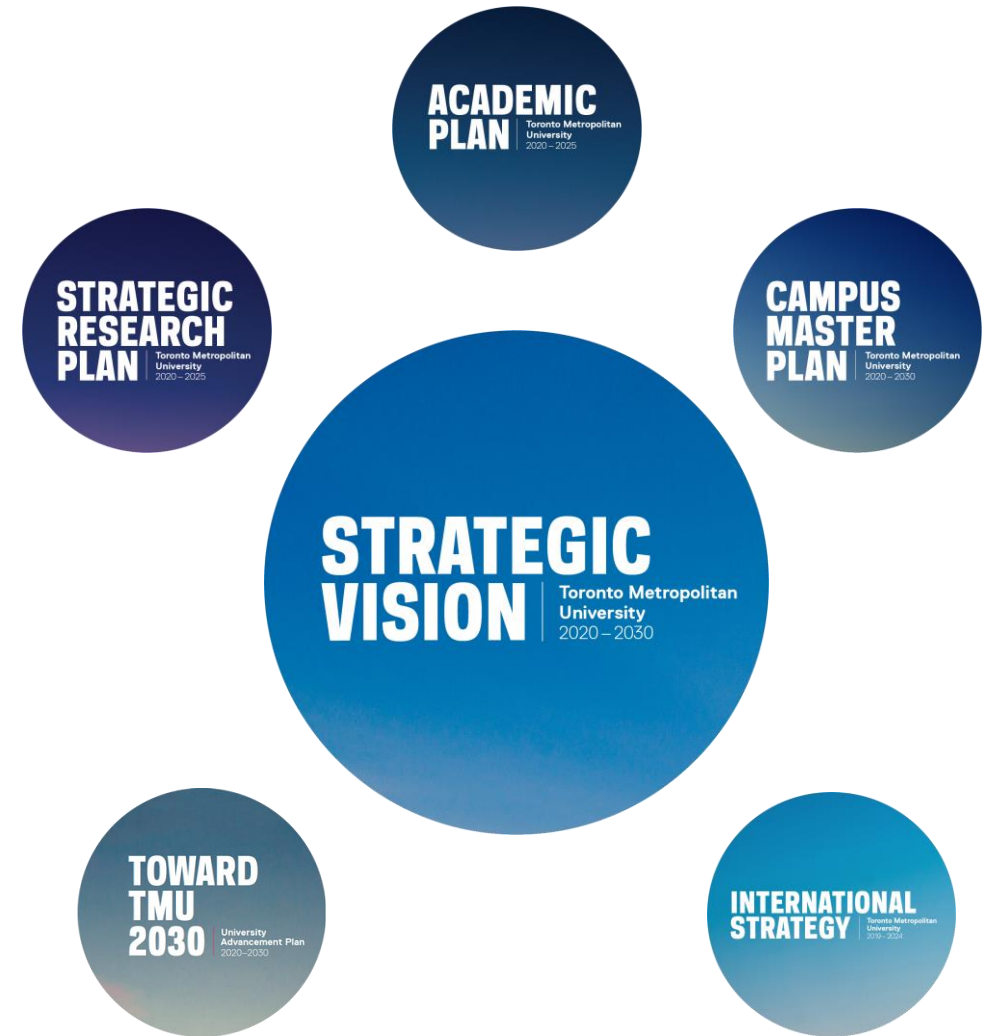 ACADEMIC
PLAN
Toronto Metropolitan
University
2020 – 2025
STRATEGIC
RESEARCH
PLAN
Toronto Metropolitan
University
2020 – 2025
CAMPUS
MASTER
PLAN
Toronto Metropolitan
University
2020 – 2030
STRATEGIC
VISION
Toronto Metropolitan
University
2020 – 2030
TOWARD
TMU
2030
University
Advancement Plan
2020–2030
INTERNATIONAL
STRATEGY
Toronto Metropolitan
University
2019 – 2024